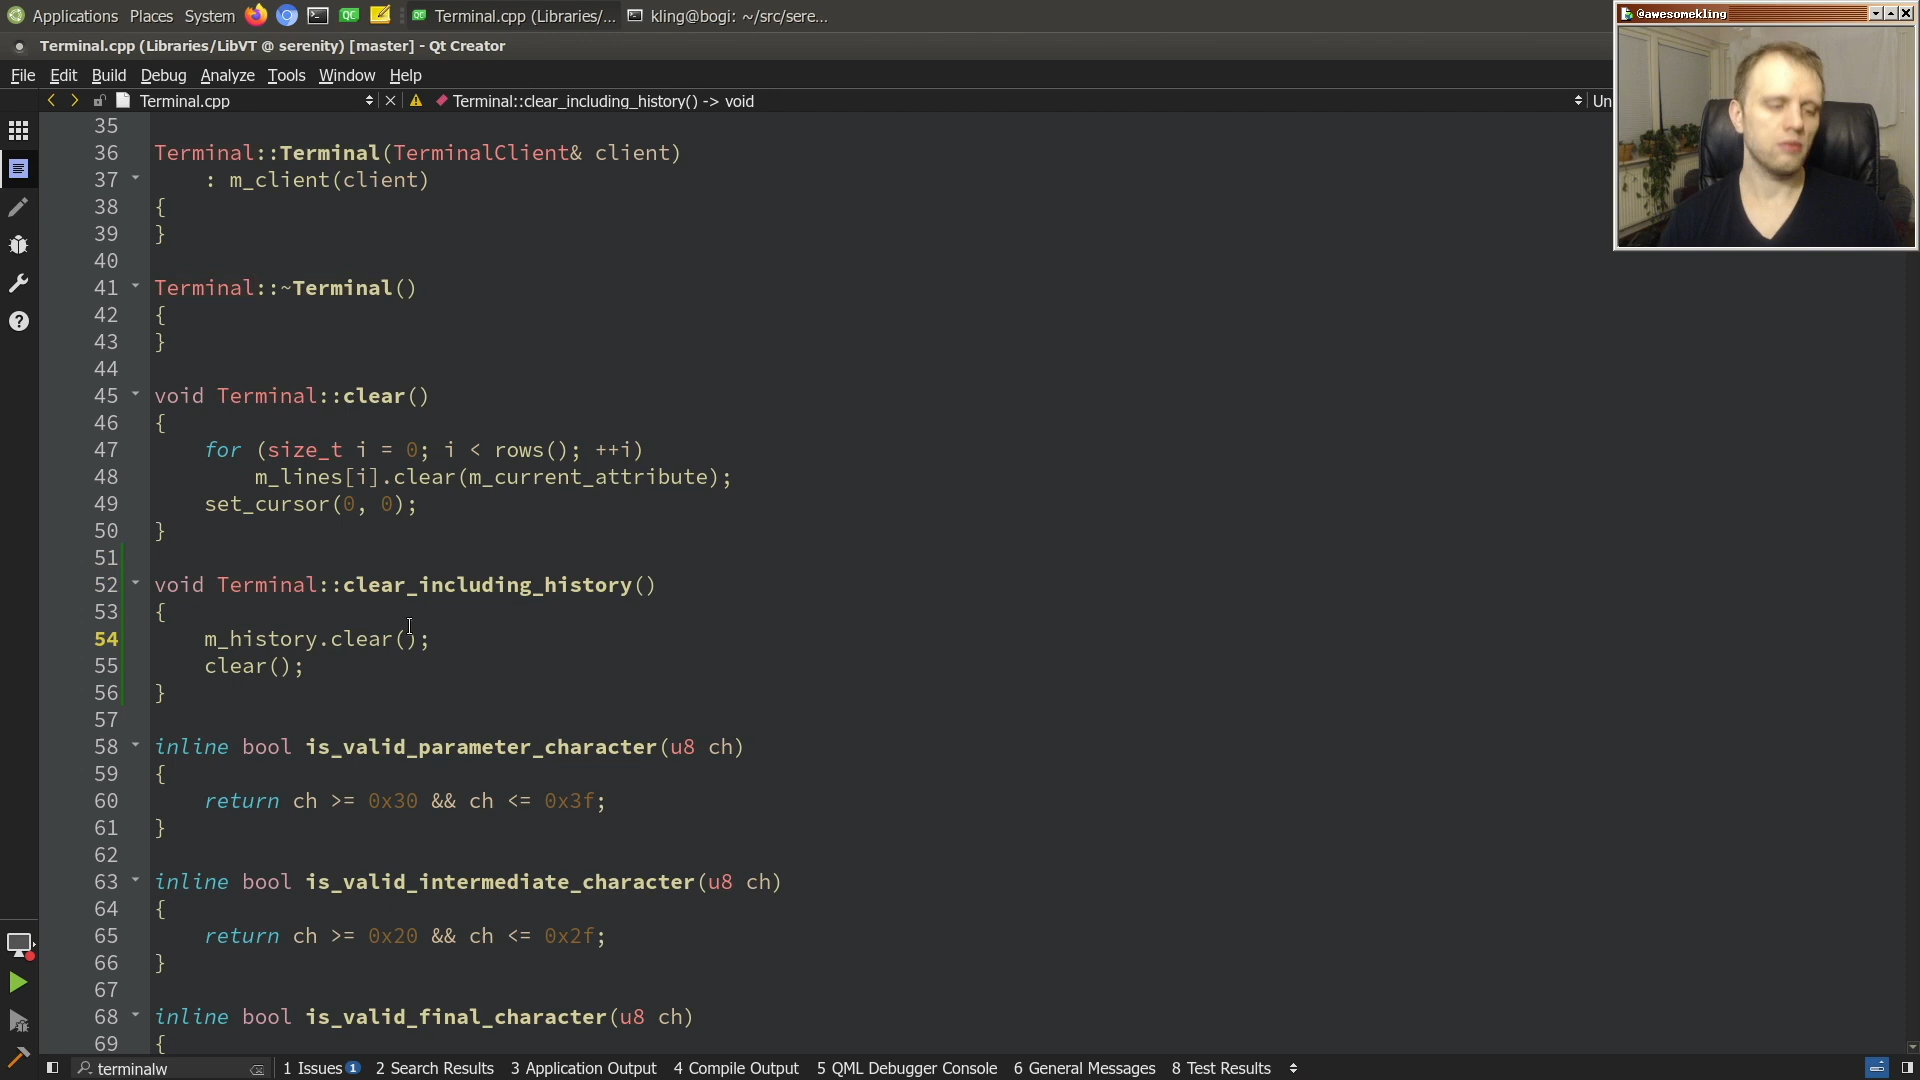 Applications Places System Terminal.cpp (Libraries/... kling@bogi: ~/src/sere...
@awesomekling
Terminal.cpp (Libraries/LibVT @ serenity) [master] - Qt Creator
File Edit Build Debug Analyze Tools Window Help
Terminal.cpp Terminal::clear_including_history() -> void Un
35
36 Terminal::Terminal(TerminalClient& client)
37     : m_client(client)
38 {
39 }
40
41 Terminal::~Terminal()
42 {
43 }
44
45 void Terminal::clear()
46 {
47     for (size_t i = 0; i < rows(); ++i)
48         m_lines[i].clear(m_current_attribute);
49     set_cursor(0, 0);
50 }
51
52 void Terminal::clear_including_history()
53 {
54     m_history.clear();
55     clear();
56 }
57
58 inline bool is_valid_parameter_character(u8 ch)
59 {
60     return ch >= 0x30 && ch <= 0x3f;
61 }
62
63 inline bool is_valid_intermediate_character(u8 ch)
64 {
65     return ch >= 0x20 && ch <= 0x2f;
66 }
67
68 inline bool is_valid_final_character(u8 ch)
69 {
terminalw 1 Issues 1 2 Search Results 3 Application Output 4 Compile Output 5 QML Debugger Console 6 General Messages 8 Test Results